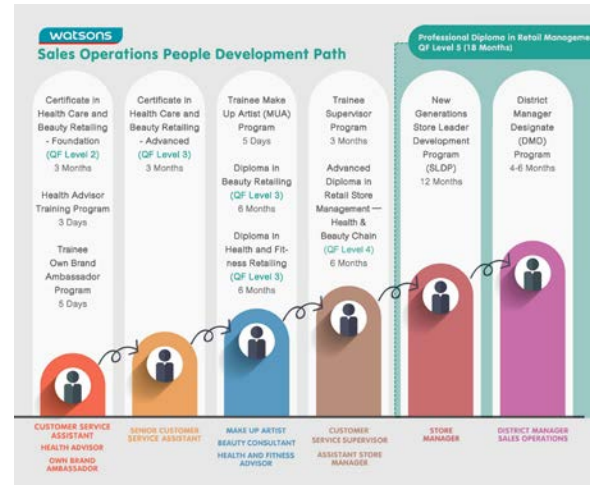 watsons
Sales Operations People Development Path
Professional Diploma in Retail Manageme
QF Level 5 (18 Months)
Certificate in
Health Care and
Beauty Retailing
- Foundation
(QF Level 2)
3 Months
Health Advisor
Training Program
3 Days
Trainee
Own Brand
Ambassador
Program
5 Days
Certificate in
Health Care and
Beauty Retailing
- Advanced
(QF Level 3)
3 Months
Trainee Make
Up Artist (MUA)
Program
5 Days
Diploma in
Beauty Retailing
(QF Level 3)
6 Months
Diploma in
Health and Fit-
ness Retailing
(QF Level 3)
6 Months
Trainee
Supervisor
Program
3 Months
Advanced
Diploma in
Retail Store
Management —
Health &
Beauty Chain
(QF Level 4)
6 Months
New
Generations
Store Leader
Development
Program
(SLDP)
12 Months
District
Manager
Designate
(DMD)
Program
4-6 Months
CUSTOMER SERVICE
ASSISTANT
HEALTH ADVISOR
OWN BRAND
AMBASSADOR
SENIOR CUSTOMER
SERVICE ASSISTANT
MAKE UP ARTIST
BEAUTY CONSULTANT
HEALTH AND FITNESS
ADVISOR
CUSTOMER
SERVICE SUPERVISOR
ASSISTANT STORE
MANAGER
STORE
MANAGER
DISTRICT MANAGER
SALES OPERATIONS